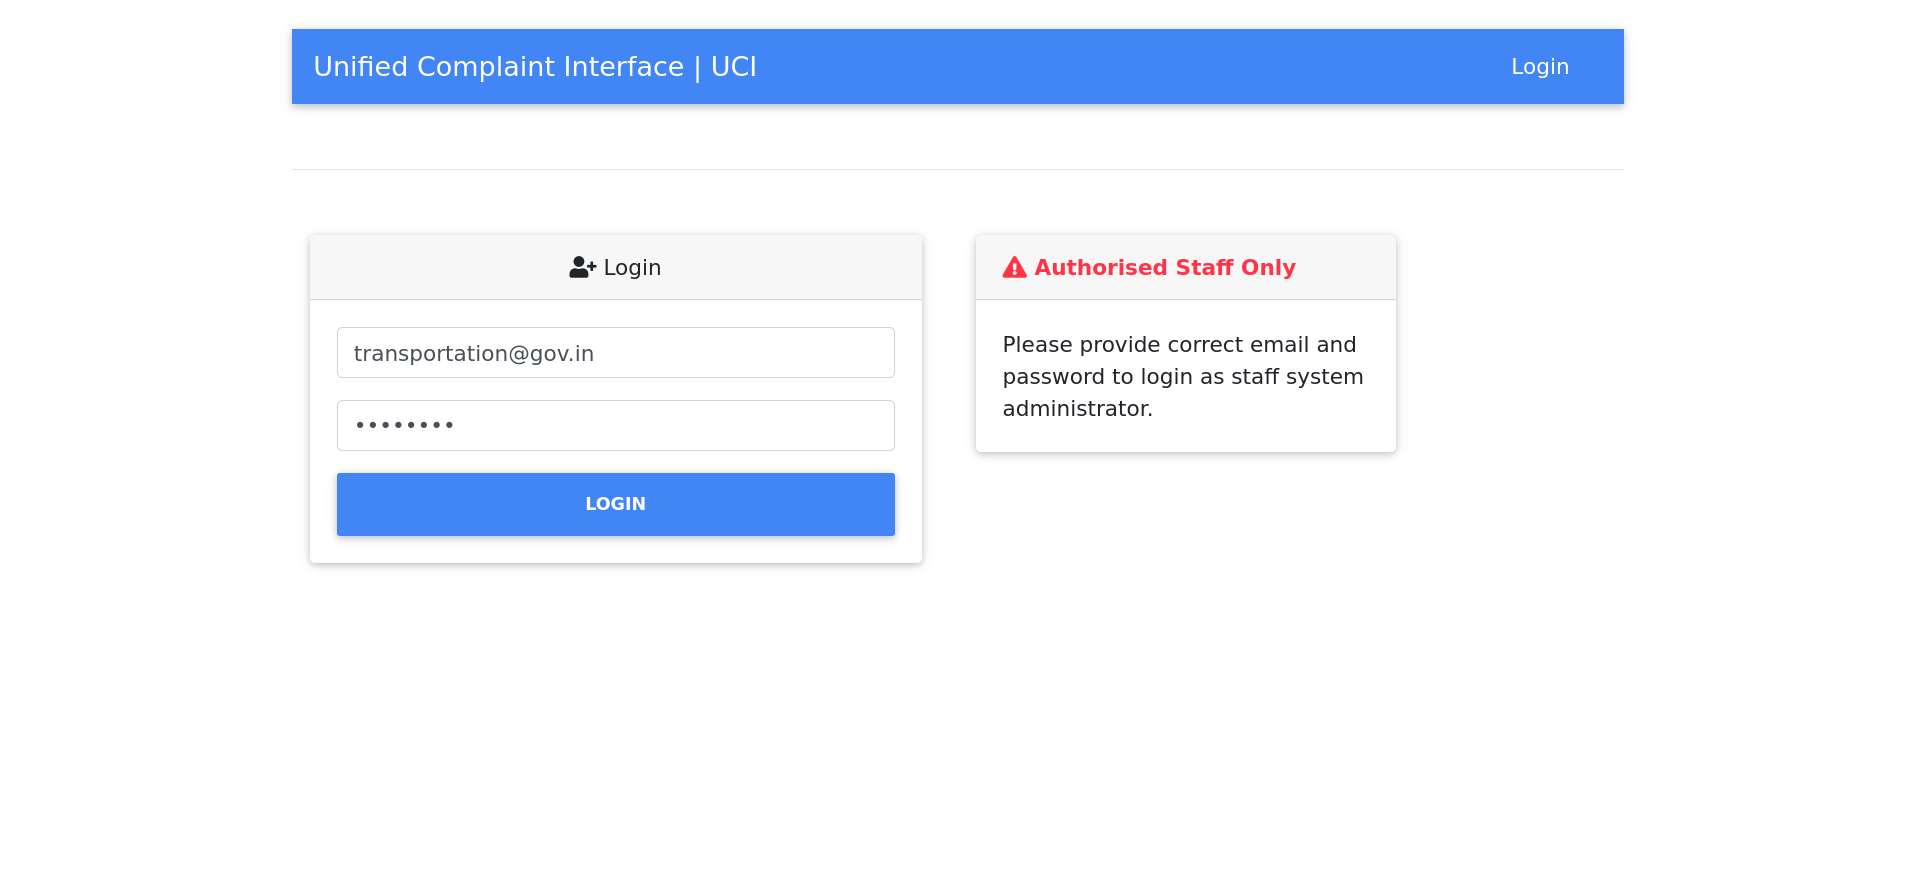 Unified Complaint Interface | UCI
Login
Login
transportation@gov.in
••••••••
LOGIN
Authorised Staff Only
Please provide correct email and
password to login as staff system
administrator.